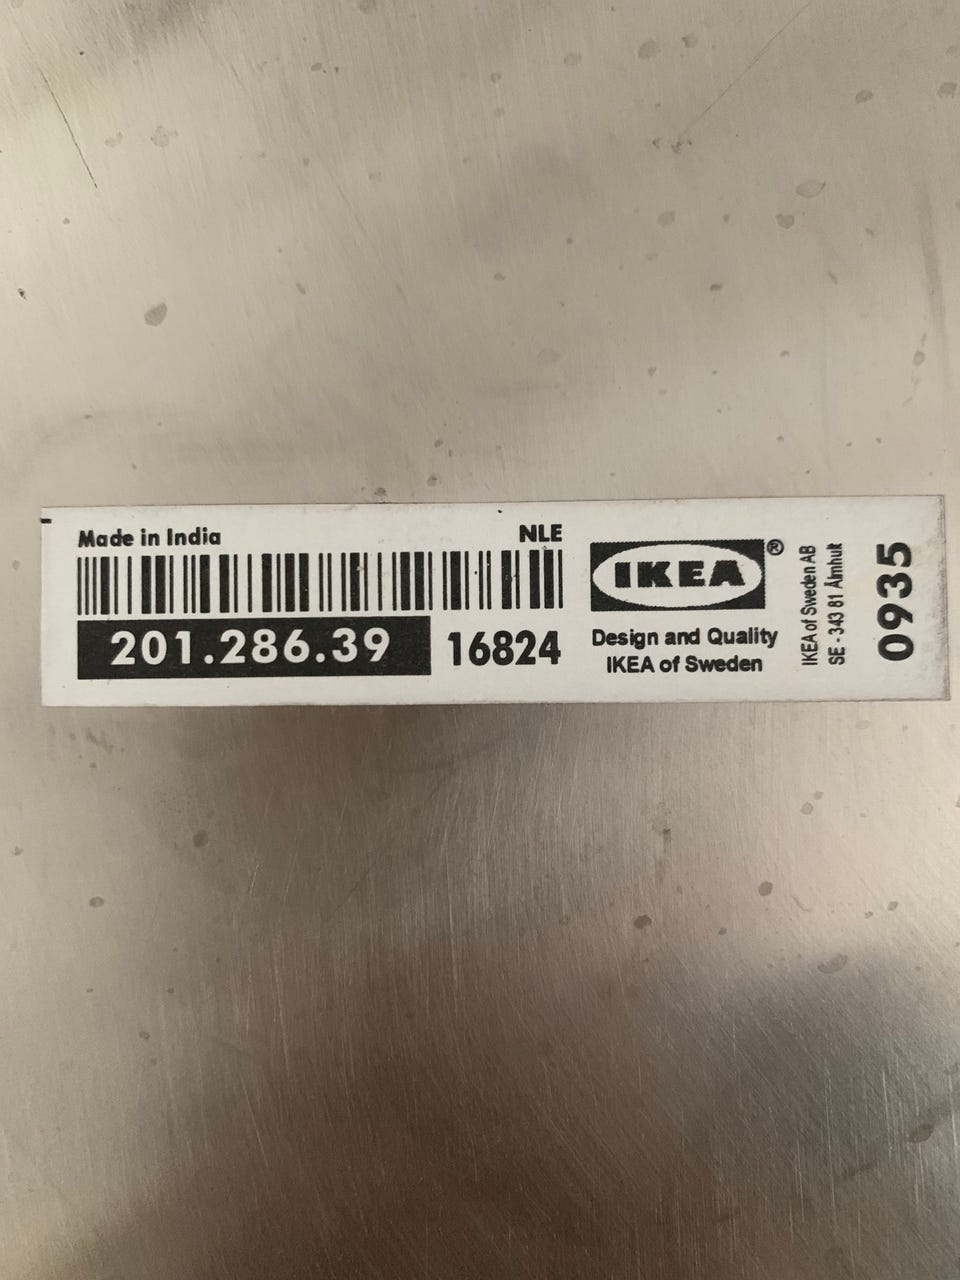 Made in India NLE
201.286.39 16824
IKEA®
Design and Quality
IKEA of Sweden
IKEA of Sweden AB
SE - 343 81 Älmhult
0935